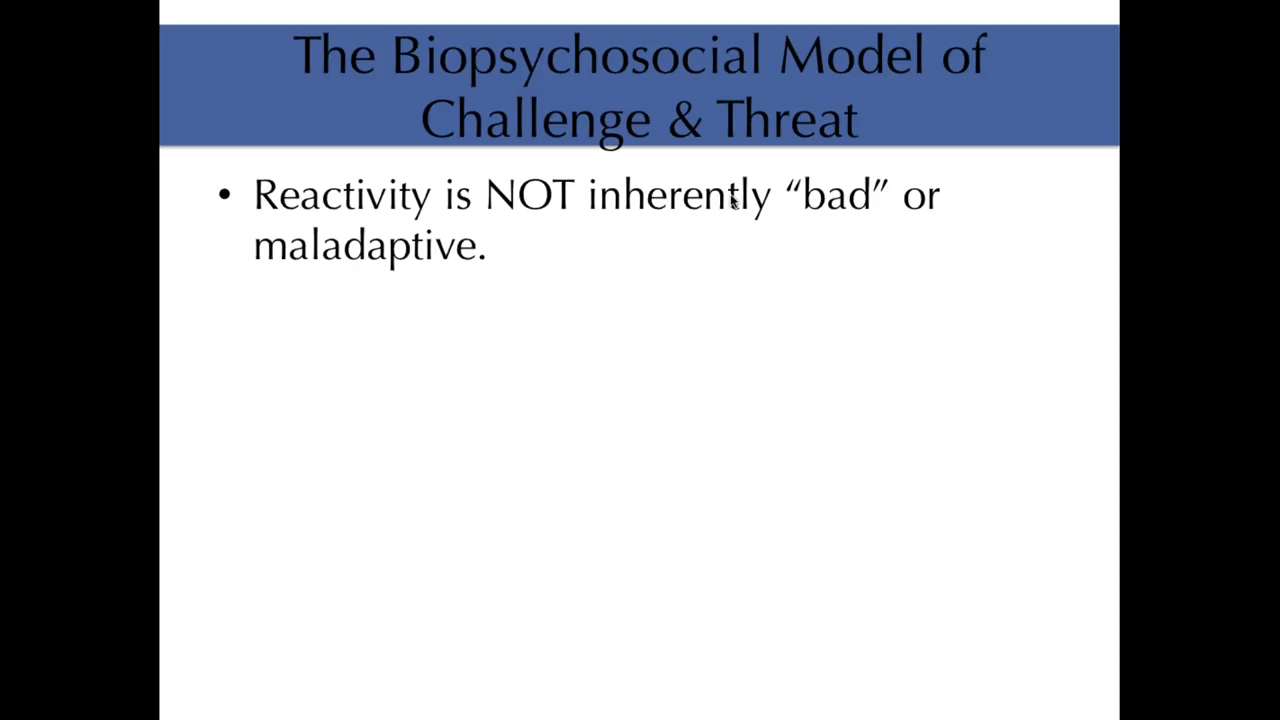 The Biopsychosocial Model of
Challenge & Threat
• Reactivity is NOT inherently “bad” or
maladaptive.